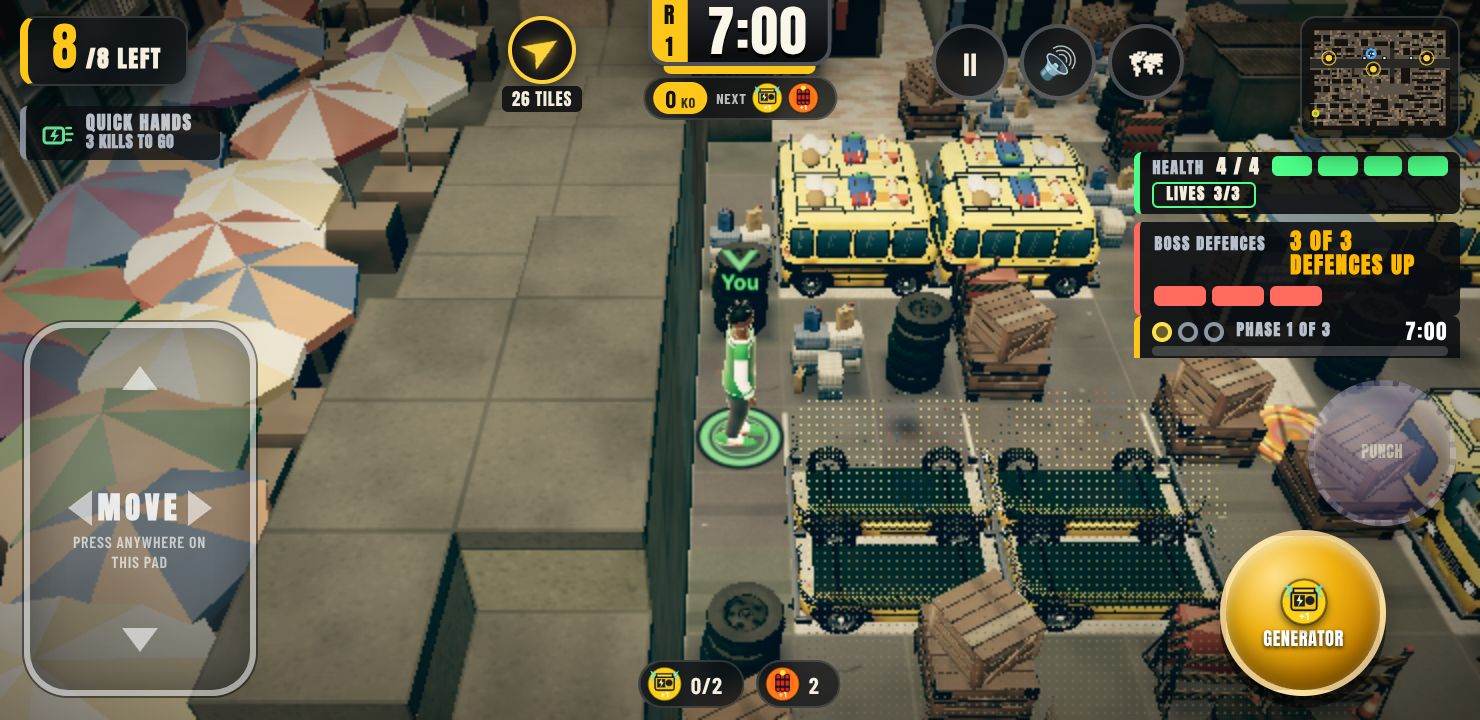 8 /8 LEFT
QUICK HANDS
3 KILLS TO GO
26 TILES
R 1
7:00
0 KO NEXT
HEALTH 4 / 4
LIVES 3/3
BOSS DEFENCES
3 OF 3
DEFENCES UP
PHASE 1 OF 3 7:00
You
MOVE
PRESS ANYWHERE ON
THIS PAD
PUNCH
GENERATOR
0/2
2